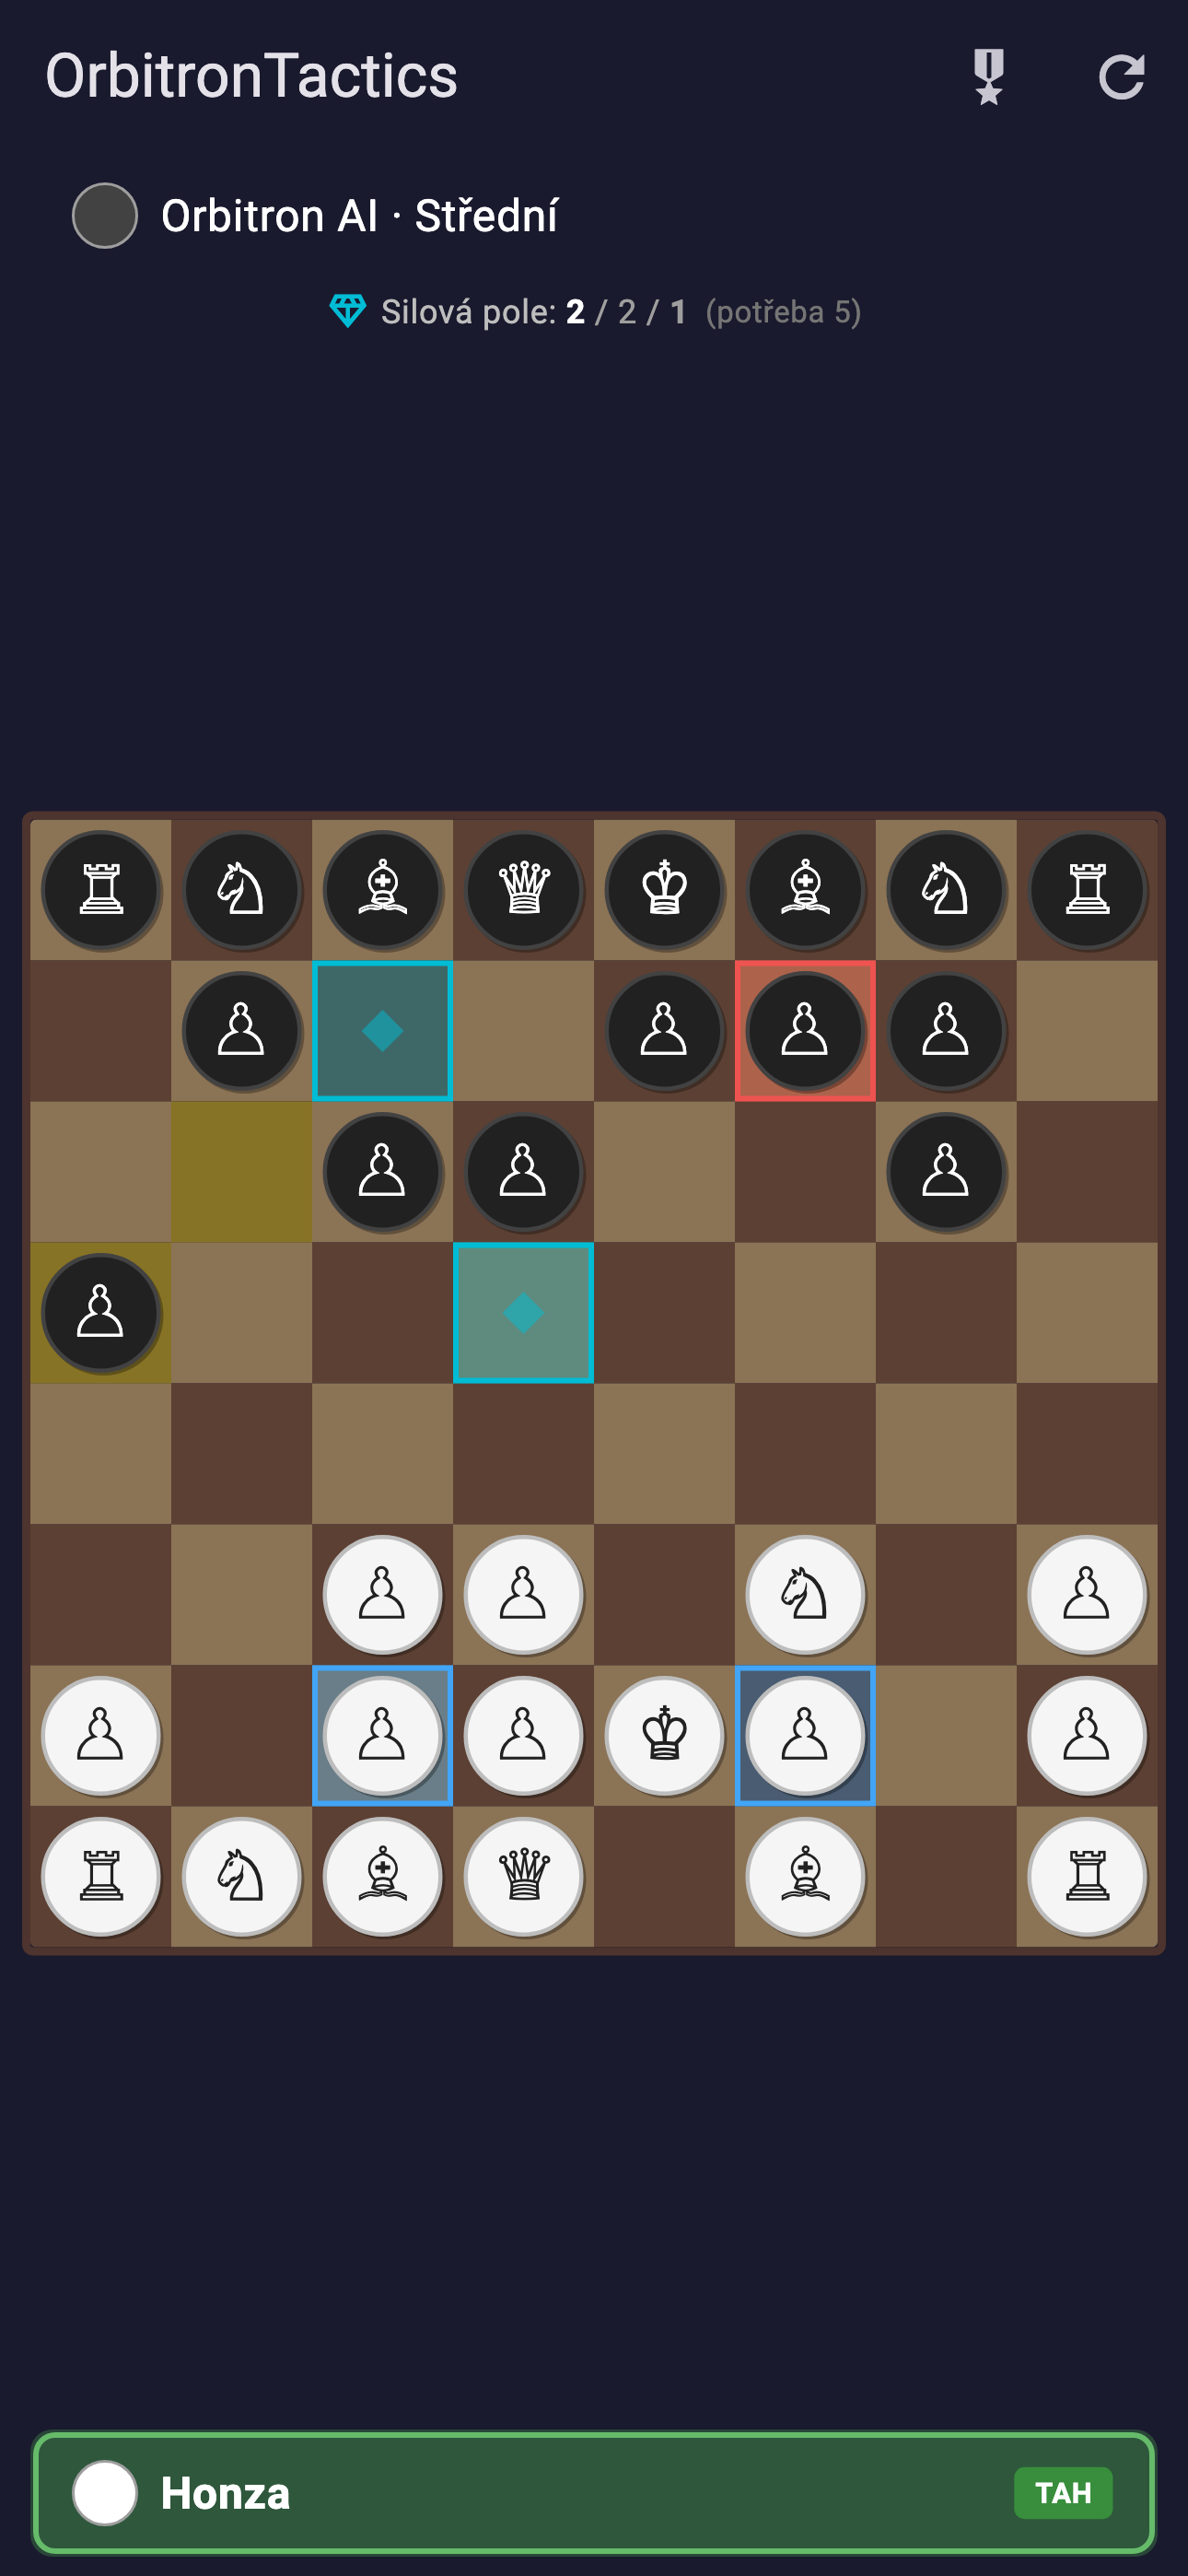 OrbitronTactics
Orbitron AI · Střední
Silová pole: 2 / 2 / 1 (potřeba 5)
Honza
TAH